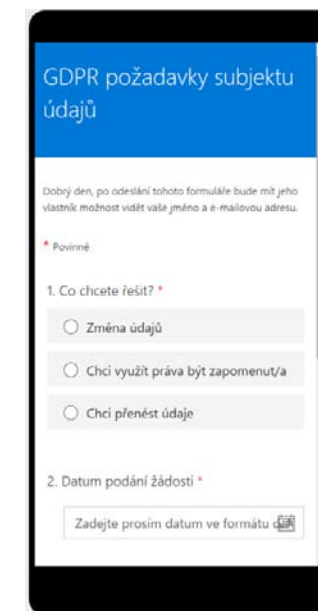 GDPR požadavky subjektu
údajů
Dobrý den, po odeslání tohoto formuláře bude mít jeho
vlastník možnost vidět vaše jméno a e-mailovou adresu.
* Povinné
1. Co chcete řešit? *
Změna údajů
Chci využít práva být zapomenut/a
Chci přenést údaje
2. Datum podání žádosti *
Zadejte prosím datum ve formátu